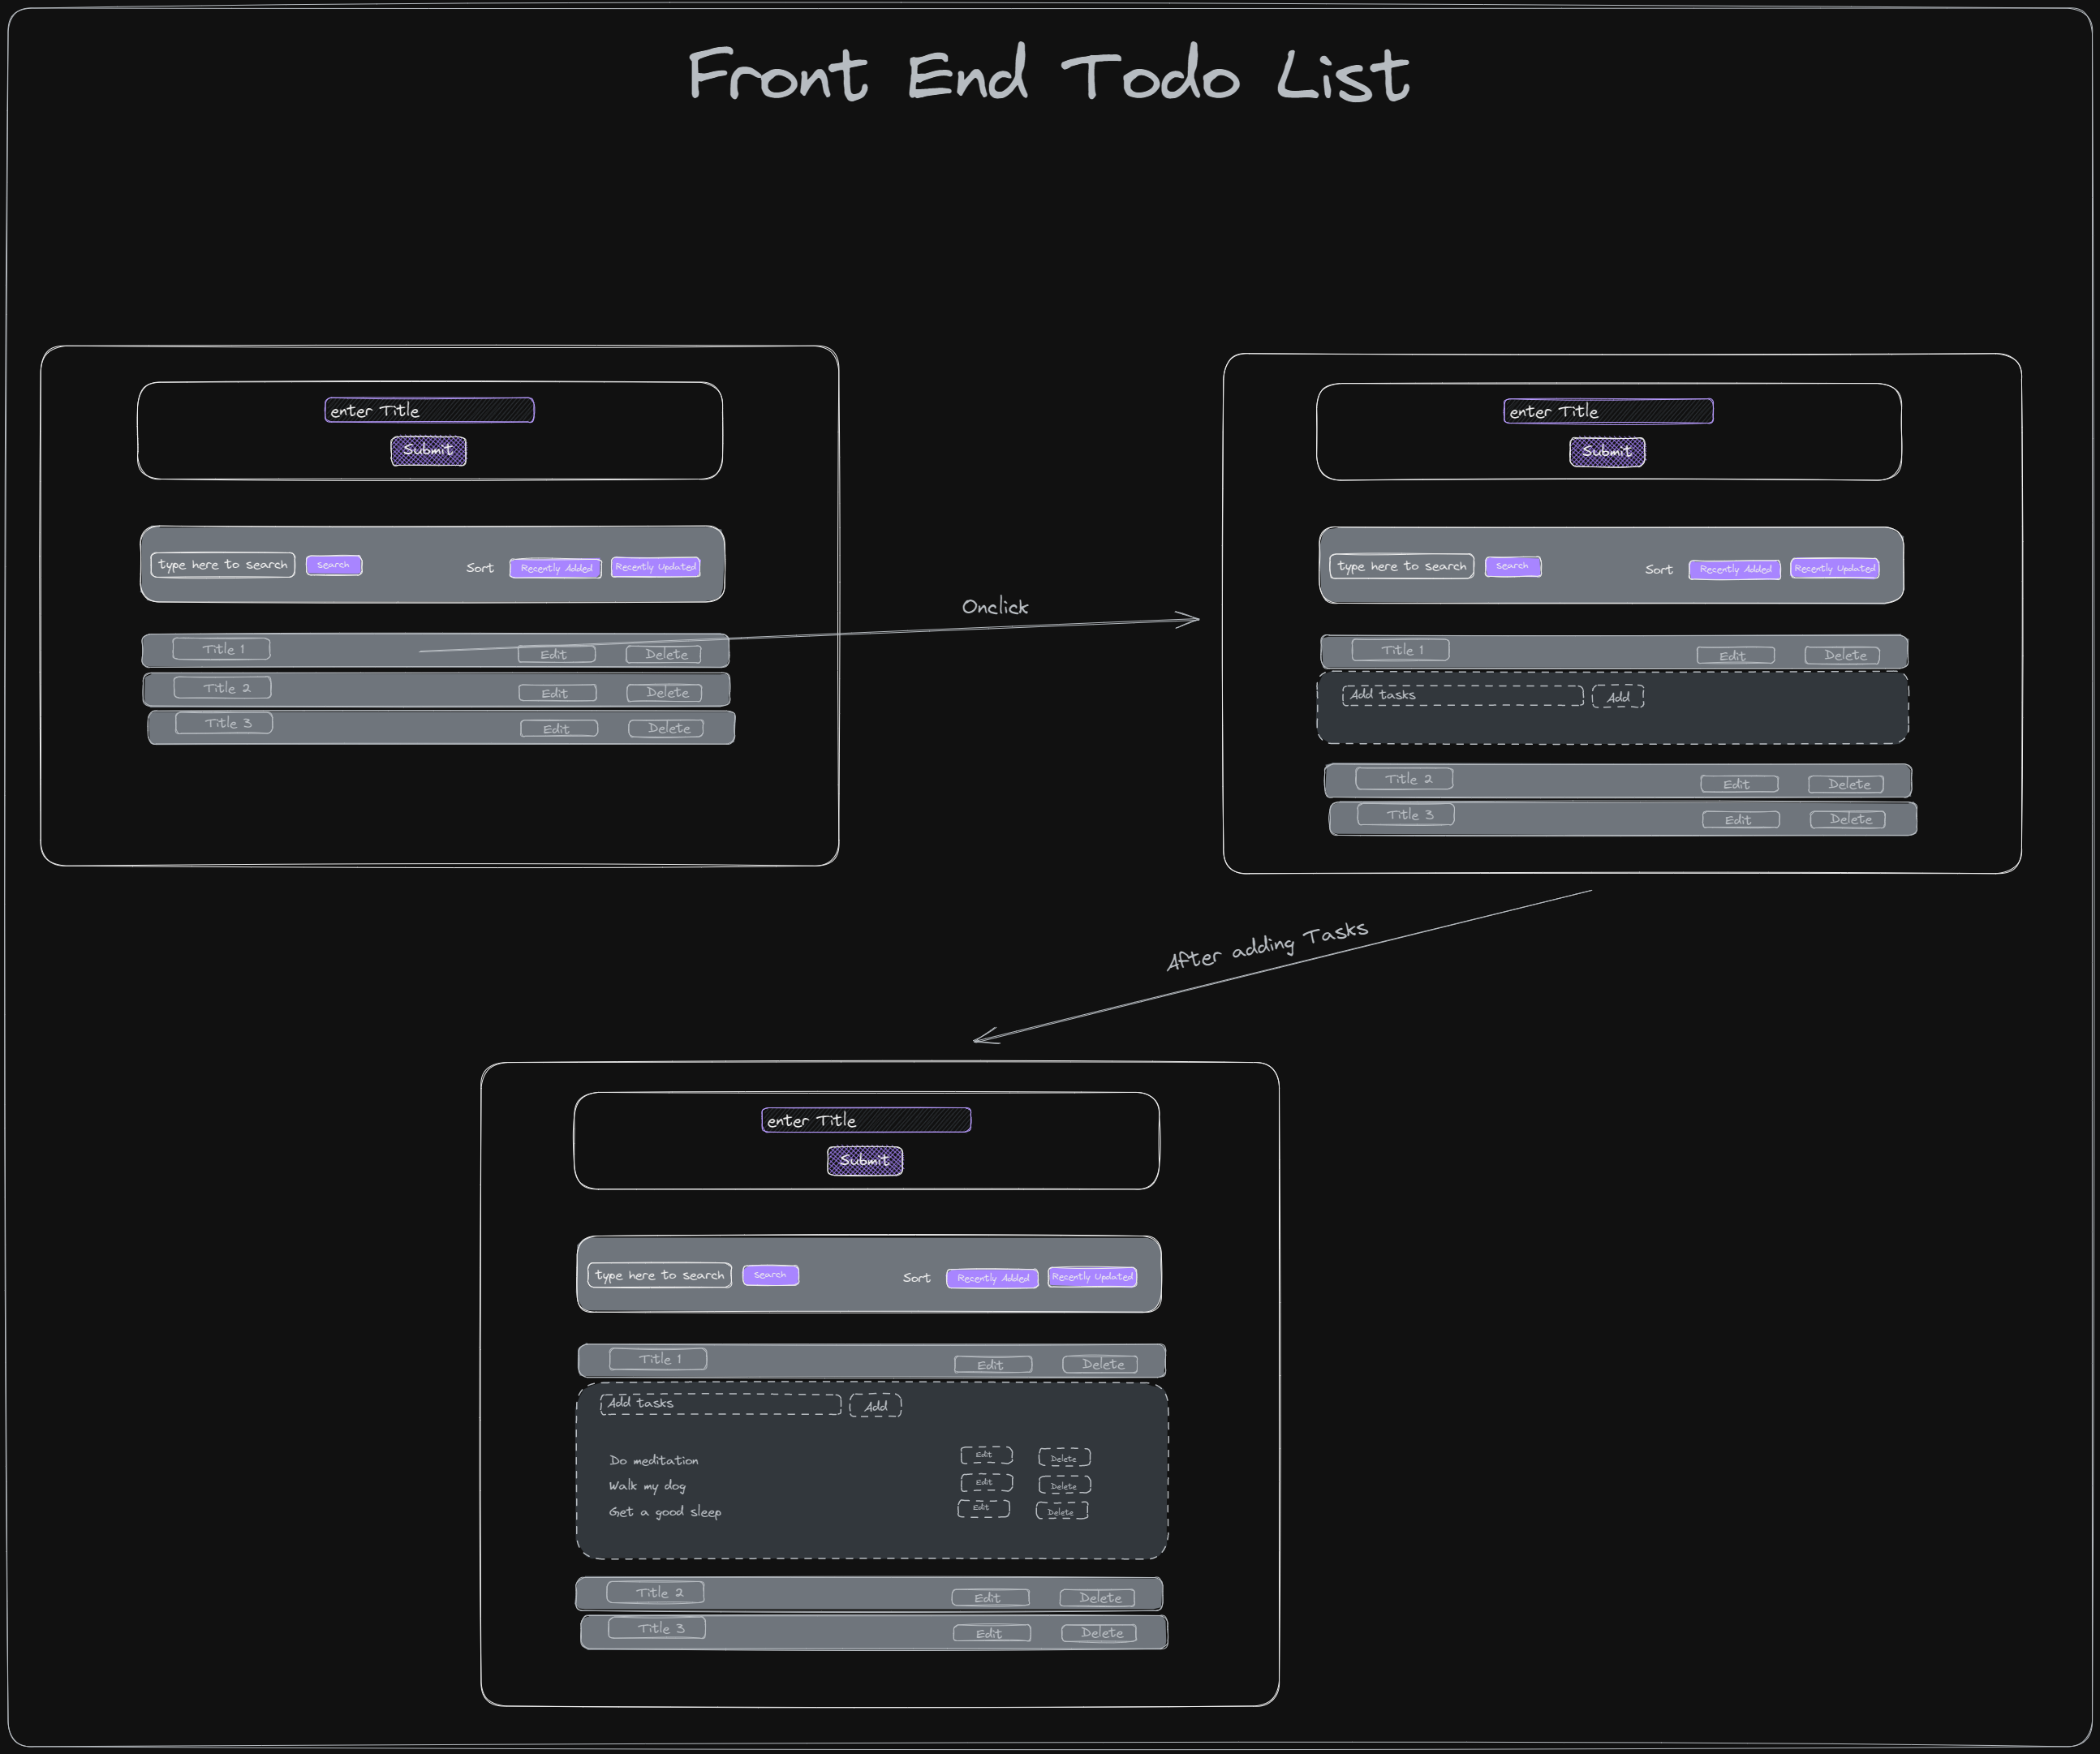 Front End Todo List
enter Title
Submit
type here to search
Search
Sort
Recently Added
Recently Updated
Title 1
Edit
Delete
Title 2
Edit
Delete
Title 3
Edit
Delete
Onclick
enter Title
Submit
type here to search
Search
Sort
Recently Added
Recently Updated
Title 1
Edit
Delete
Add tasks
Add
Title 2
Edit
Delete
Title 3
Edit
Delete
After adding Tasks
enter Title
Submit
type here to search
Search
Sort
Recently Added
Recently Updated
Title 1
Edit
Delete
Add tasks
Add
Do meditation
Edit
Delete
Walk my dog
Edit
Delete
Get a good sleep
Edit
Delete
Title 2
Edit
Delete
Title 3
Edit
Delete